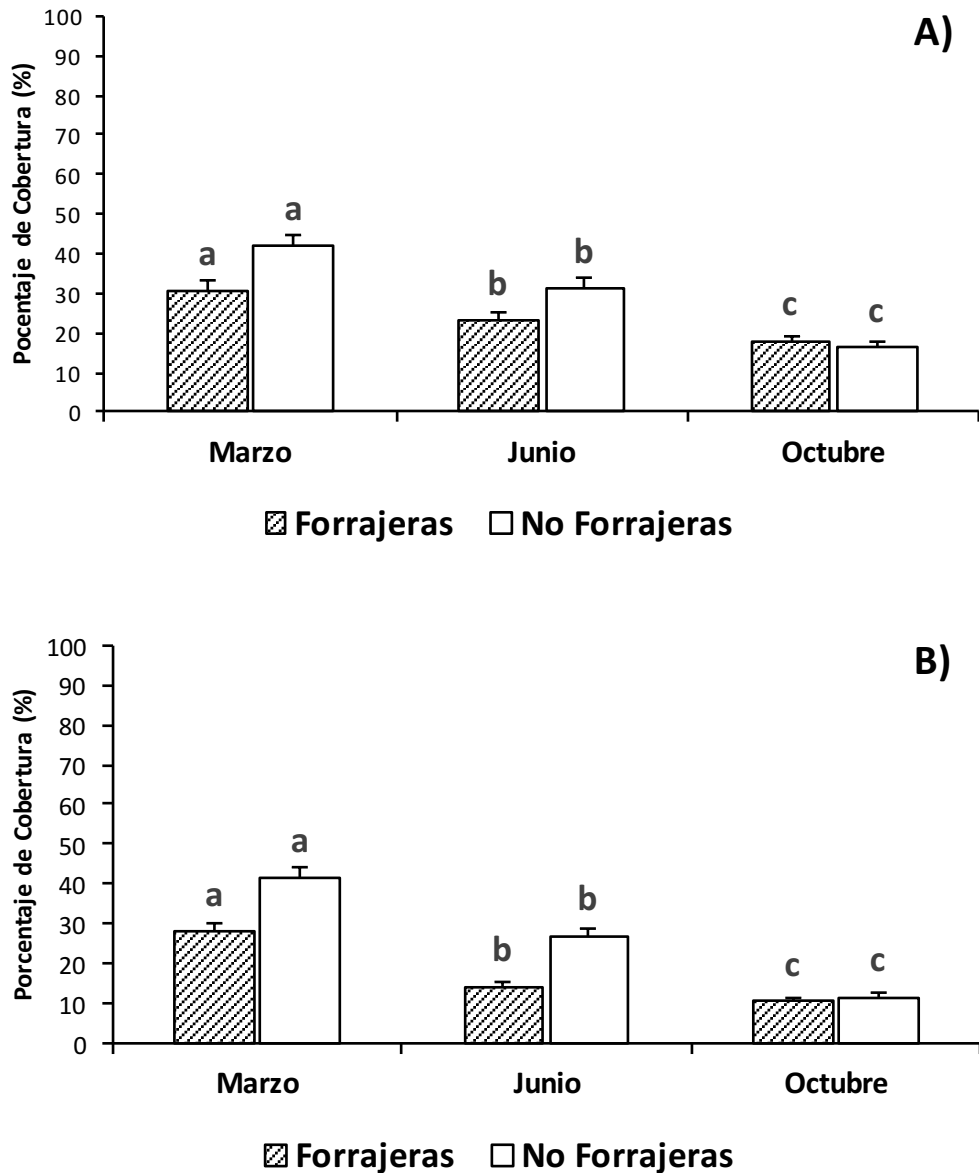 A)
Pocentaje de Cobertura (%)
100
90
80
70
60
50
40
30
20
10
0
a
a
b
b
c
c
Marzo
Junio
Octubre
Forrajeras No Forrajeras
B)
Porcentaje de Cobertura (%)
100
90
80
70
60
50
40
30
20
10
0
a
a
b
b
c
c
Marzo
Junio
Octubre
Forrajeras No Forrajeras